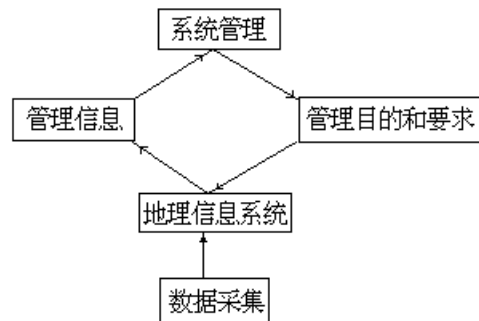 系统管理
管理信息
管理目的和要求
地理信息系统
数据采集